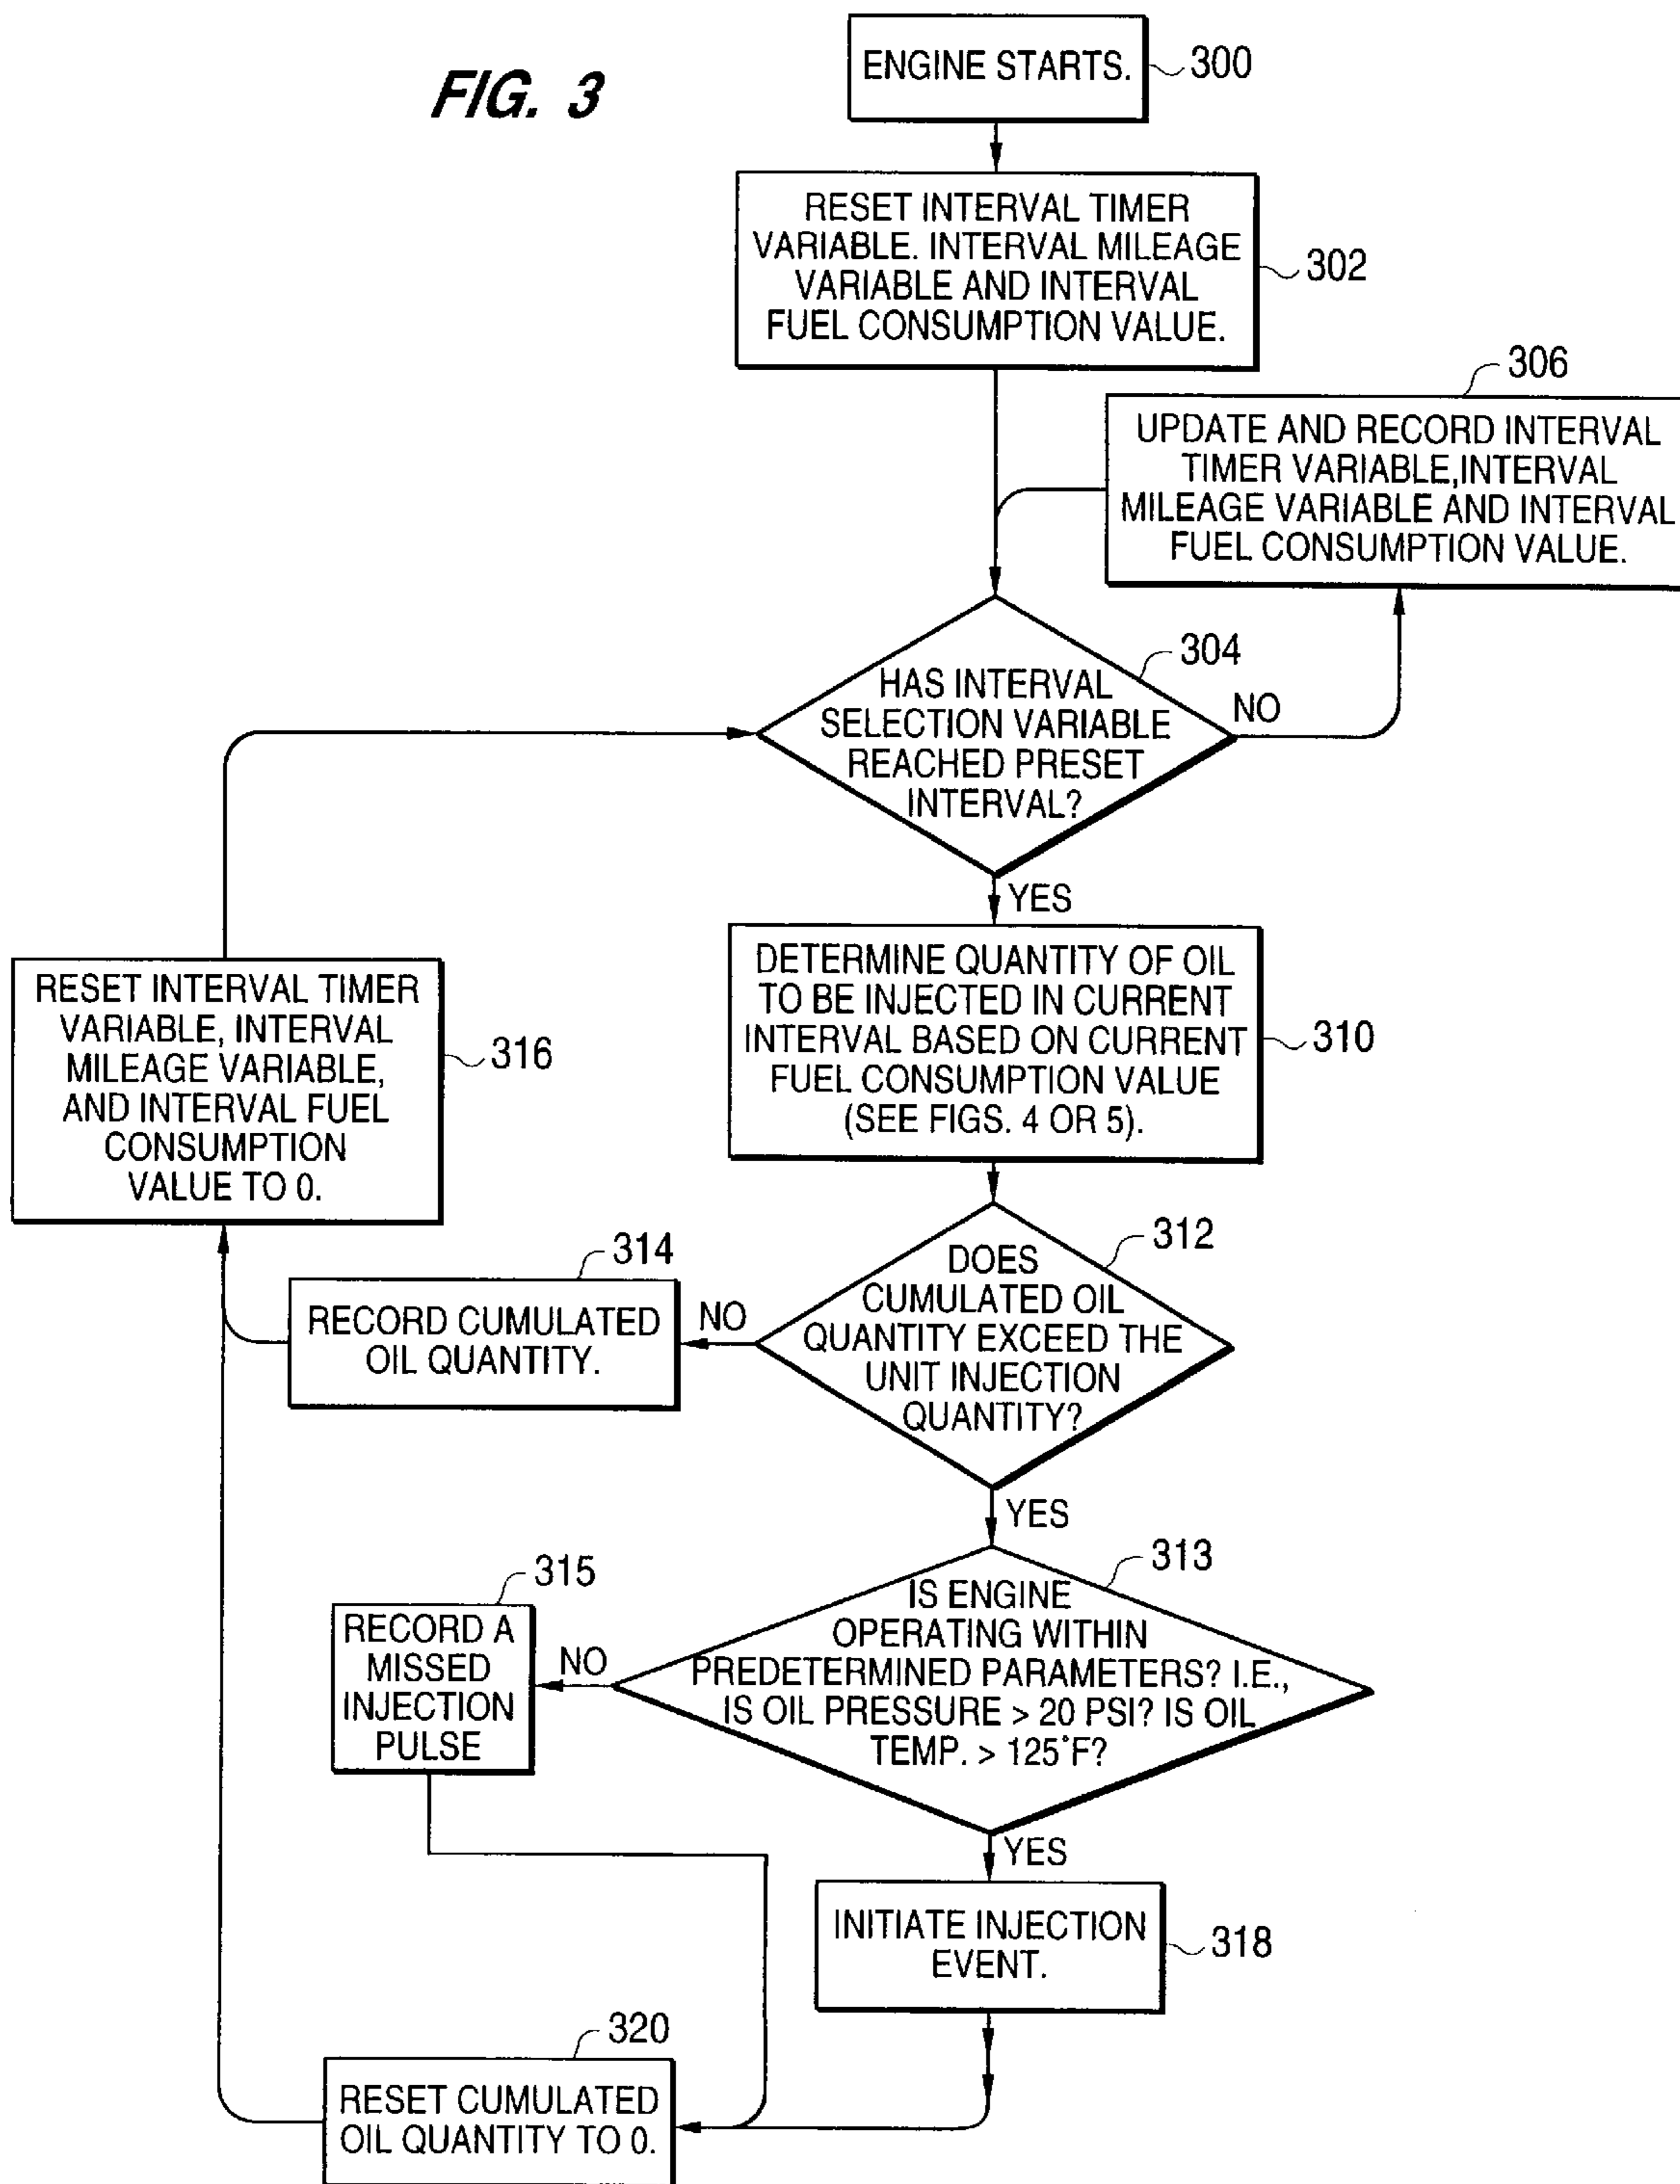 FIG. 3
ENGINE STARTS.
300
RESET INTERVAL TIMER
VARIABLE. INTERVAL MILEAGE
VARIABLE AND INTERVAL
FUEL CONSUMPTION VALUE.
302
306
UPDATE AND RECORD INTERVAL
TIMER VARIABLE,INTERVAL
MILEAGE VARIABLE AND INTERVAL
FUEL CONSUMPTION VALUE.
304
HAS INTERVAL
SELECTION VARIABLE
REACHED PRESET
INTERVAL?
NO
YES
DETERMINE QUANTITY OF OIL
TO BE INJECTED IN CURRENT
INTERVAL BASED ON CURRENT
FUEL CONSUMPTION VALUE
(SEE FIGS. 4 OR 5).
310
RESET INTERVAL TIMER
VARIABLE, INTERVAL
MILEAGE VARIABLE,
AND INTERVAL FUEL
CONSUMPTION
VALUE TO 0.
316
312
DOES
CUMULATED OIL
QUANTITY EXCEED THE
UNIT INJECTION
QUANTITY?
NO
314
RECORD CUMULATED
OIL QUANTITY.
YES
313
IS ENGINE
OPERATING WITHIN
PREDETERMINED PARAMETERS? I.E.,
IS OIL PRESSURE > 20 PSI? IS OIL
TEMP. > 125°F?
NO
315
RECORD A
MISSED
INJECTION
PULSE
YES
INITIATE INJECTION
EVENT.
318
320
RESET CUMULATED
OIL QUANTITY TO 0.